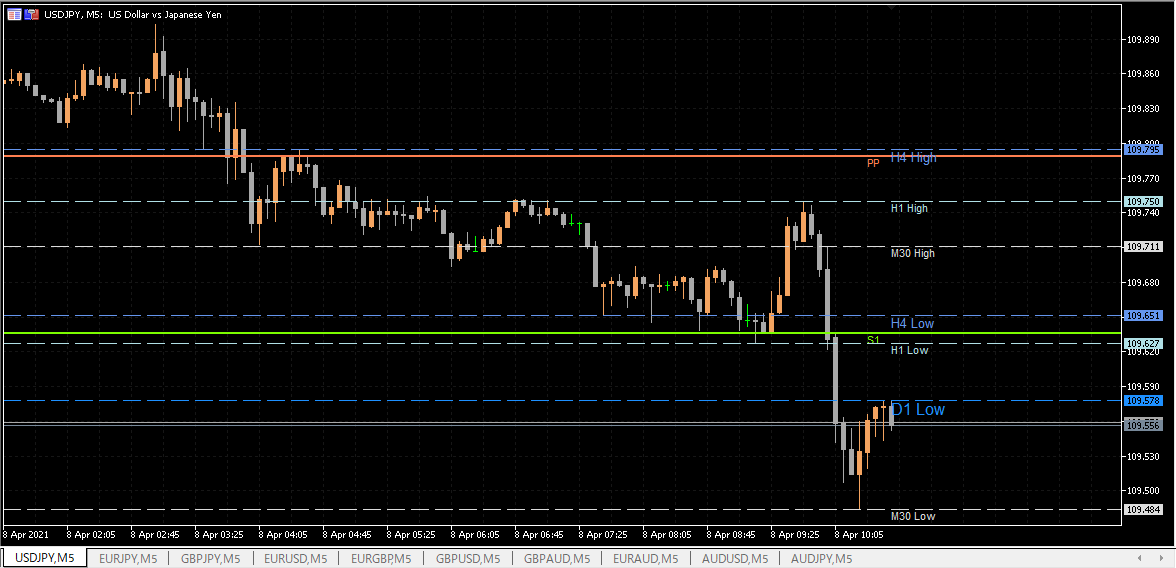 USDJPY, M5: US Dollar vs Japanese Yen
109.890
109.860
109.830
109.795
PP
H4 High
109.770
109.750
H1 High
109.740
109.711
M30 High
109.680
109.651
H4 Low
S1
109.627
H1 Low
109.620
109.590
109.578
D1 Low
109.556
109.530
109.500
109.484
M30 Low
8 Apr 2021 8 Apr 02:05 8 Apr 02:45 8 Apr 03:25 8 Apr 04:05 8 Apr 04:45 8 Apr 05:25 8 Apr 06:05 8 Apr 06:45 8 Apr 07:25 8 Apr 08:05 8 Apr 08:45 8 Apr 09:25 8 Apr 10:05
USDJPY,M5 EURJPY,M5 GBPJPY,M5 EURUSD,M5 EURGBP,M5 GBPUSD,M5 GBPAUD,M5 EURAUD,M5 AUDUSD,M5 AUDJPY,M5